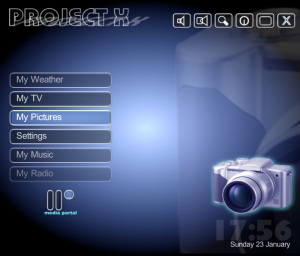 PROJECT X
My Weather
My TV
My Pictures
Settings
My Music
My Radio
media portal
17:56
Sunday 23 January